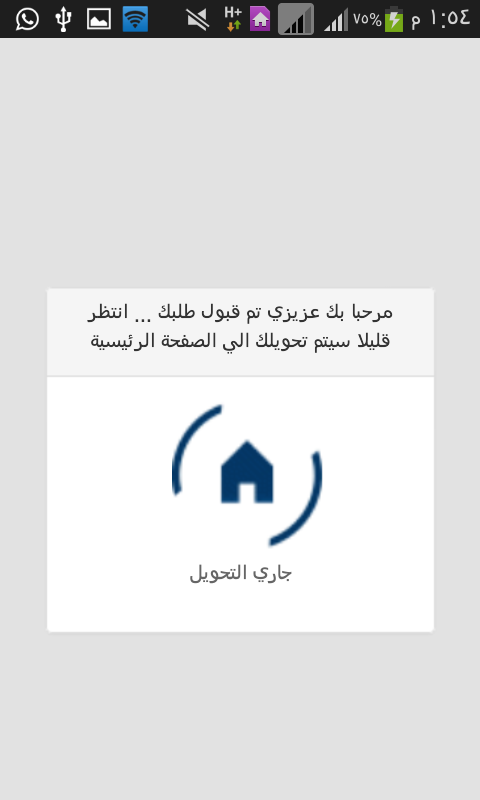 H+ ٧٥% ١:٥٤ م
مرحبا بك عزيزي تم قبول طلبك ... انتظر
قليلا سيتم تحويلك الي الصفحة الرئيسية
جاري التحويل